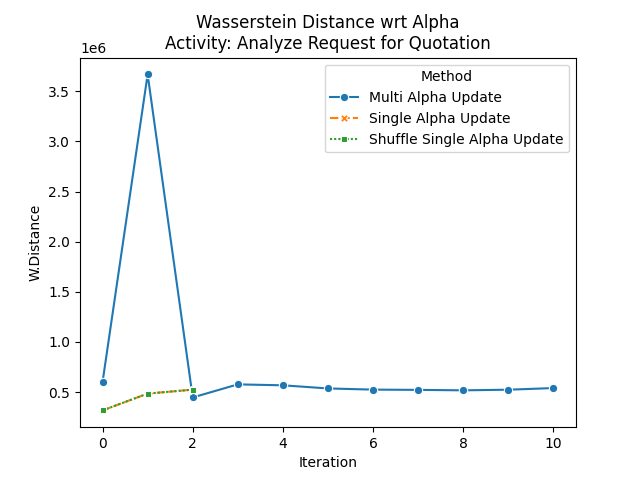 Wasserstein Distance wrt Alpha
Activity: Analyze Request for Quotation
1e6
Method
Multi Alpha Update
Single Alpha Update
Shuffle Single Alpha Update
3.5
3.0
2.5
2.0
1.5
1.0
0.5
W.Distance
0 2 4 6 8 10
Iteration